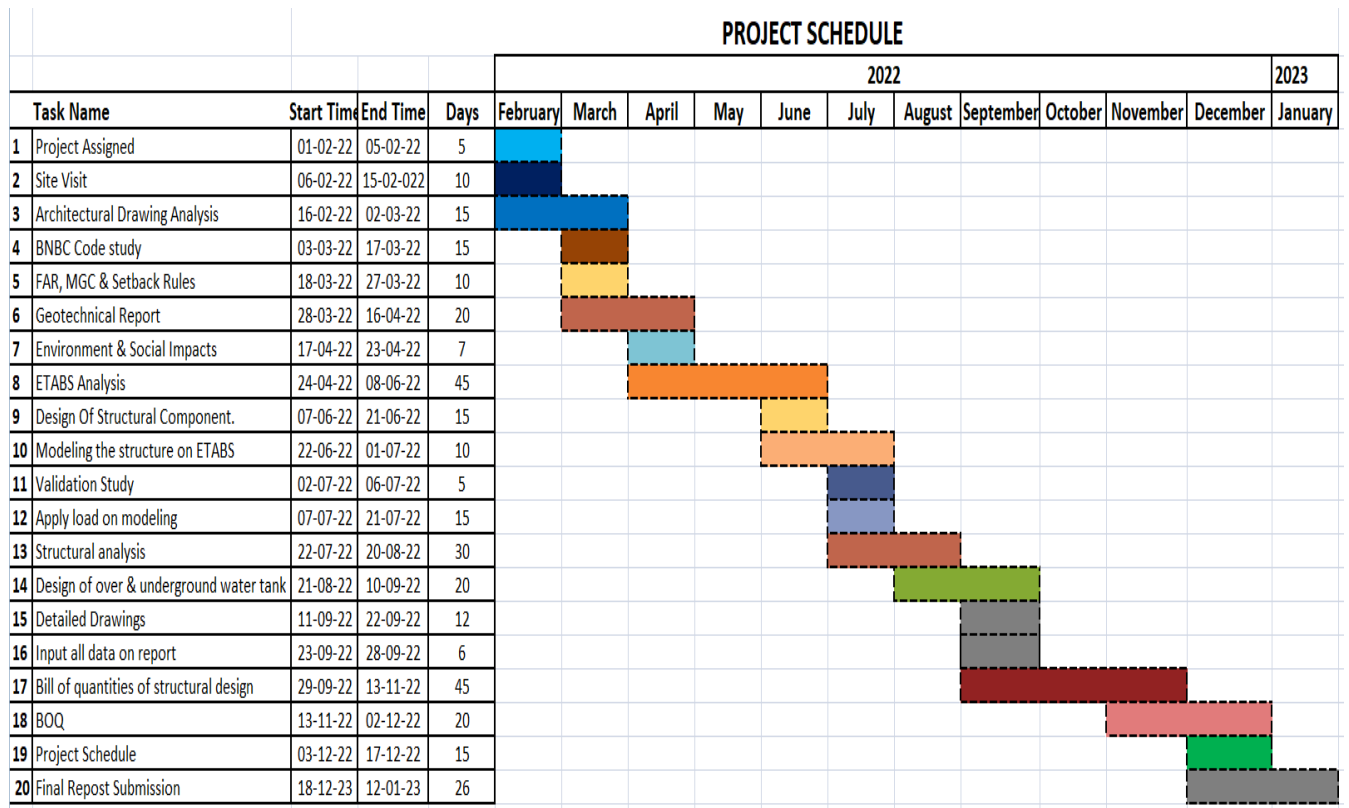 PROJECT SCHEDULE
2022 2023
Task Name Start Time End Time Days February March April May June July August September October November December January
1 Project Assigned 01-02-22 05-02-22 5
2 Site Visit 06-02-22 15-02-022 10
3 Architectural Drawing Analysis 16-02-22 02-03-22 15
4 BNBC Code study 03-03-22 17-03-22 15
5 FAR, MGC & Setback Rules 18-03-22 27-03-22 10
6 Geotechnical Report 28-03-22 16-04-22 20
7 Environment & Social Impacts 17-04-22 23-04-22 7
8 ETABS Analysis 24-04-22 08-06-22 45
9 Design Of Structural Component. 07-06-22 21-06-22 15
10 Modeling the structure on ETABS 22-06-22 01-07-22 10
11 Validation Study 02-07-22 06-07-22 5
12 Apply load on modeling 07-07-22 21-07-22 15
13 Structural analysis 22-07-22 20-08-22 30
14 Design of over & underground water tank 21-08-22 10-09-22 20
15 Detailed Drawings 11-09-22 22-09-22 12
16 Input all data on report 23-09-22 28-09-22 6
17 Bill of quantities of structural design 29-09-22 13-11-22 45
18 BOQ 13-11-22 02-12-22 20
19 Project Schedule 03-12-22 17-12-22 15
20 Final Repost Submission 18-12-23 12-01-23 26